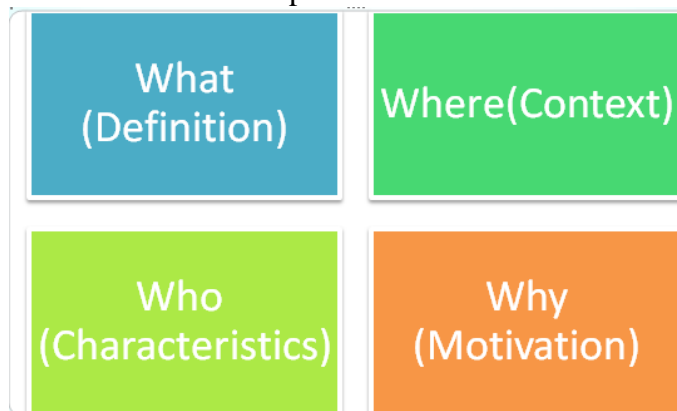 What
(Definition)
Where(Context)
Who
(Characteristics)
Why
(Motivation)